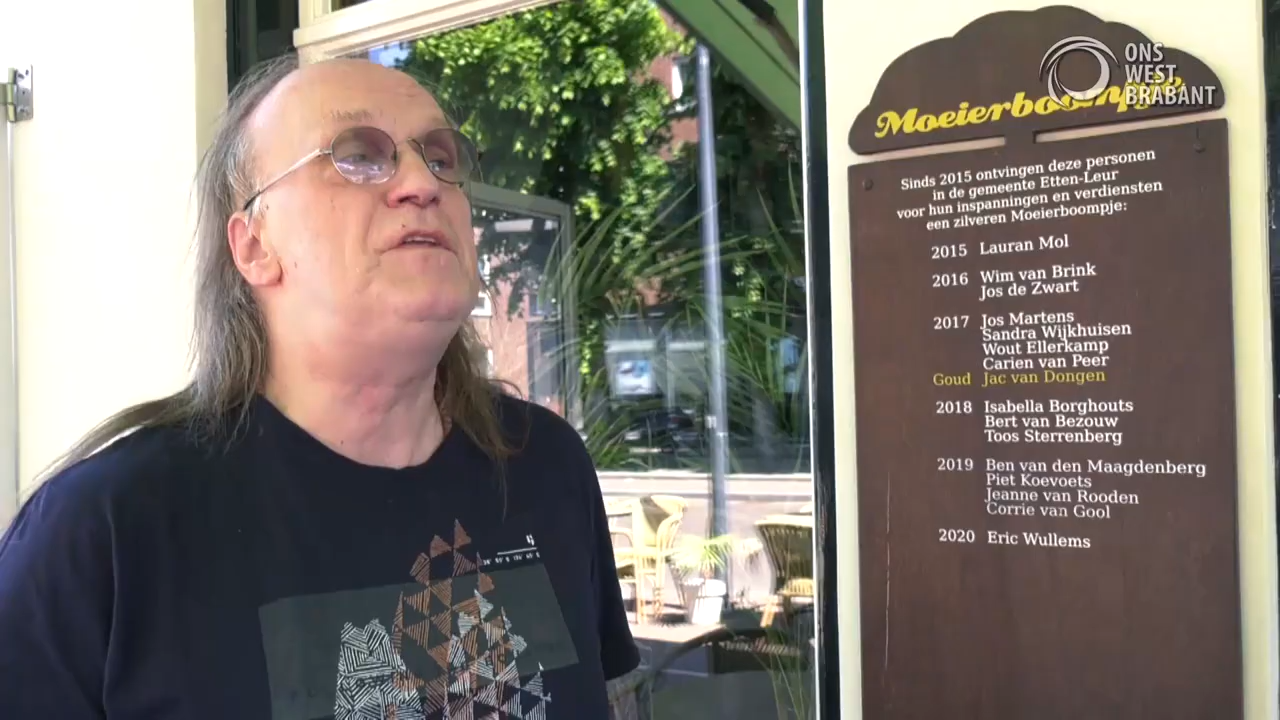 ONS
WEST
BRABANT
Moeierboompje
Sinds 2015 ontvingen deze personen
in de gemeente Etten-Leur
voor hun inspanningen en verdiensten
een zilveren Moeierboompje:
2015 Lauran Mol
2016 Wim van Brink
Jos de Zwart
2017 Jos Martens
Sandra Wijkhuisen
Wout Ellerkamp
Carien van Peer
Goud Jac van Dongen
2018 Isabella Borghouts
Bert van Bezouw
Toos Sterrenberg
2019 Ben van den Maagdenberg
Piet Koevoets
Jeanne van Rooden
Corrie van Gool
2020 Eric Wullems